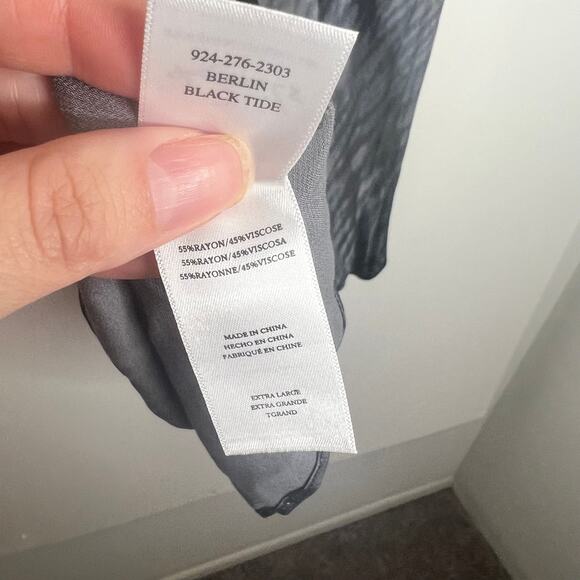 924-276-2303
BERLIN
BLACK TIDE
55%RAYON/45%VISCOSE
55%RAYON/45%VISCOSA
55%RAYONNE/45%VISCOSE
MADE IN CHINA
HECHO EN CHINA
FABRIQUÉ EN CHINE
EXTRA LARGE
EXTRA GRANDE
TGRAND